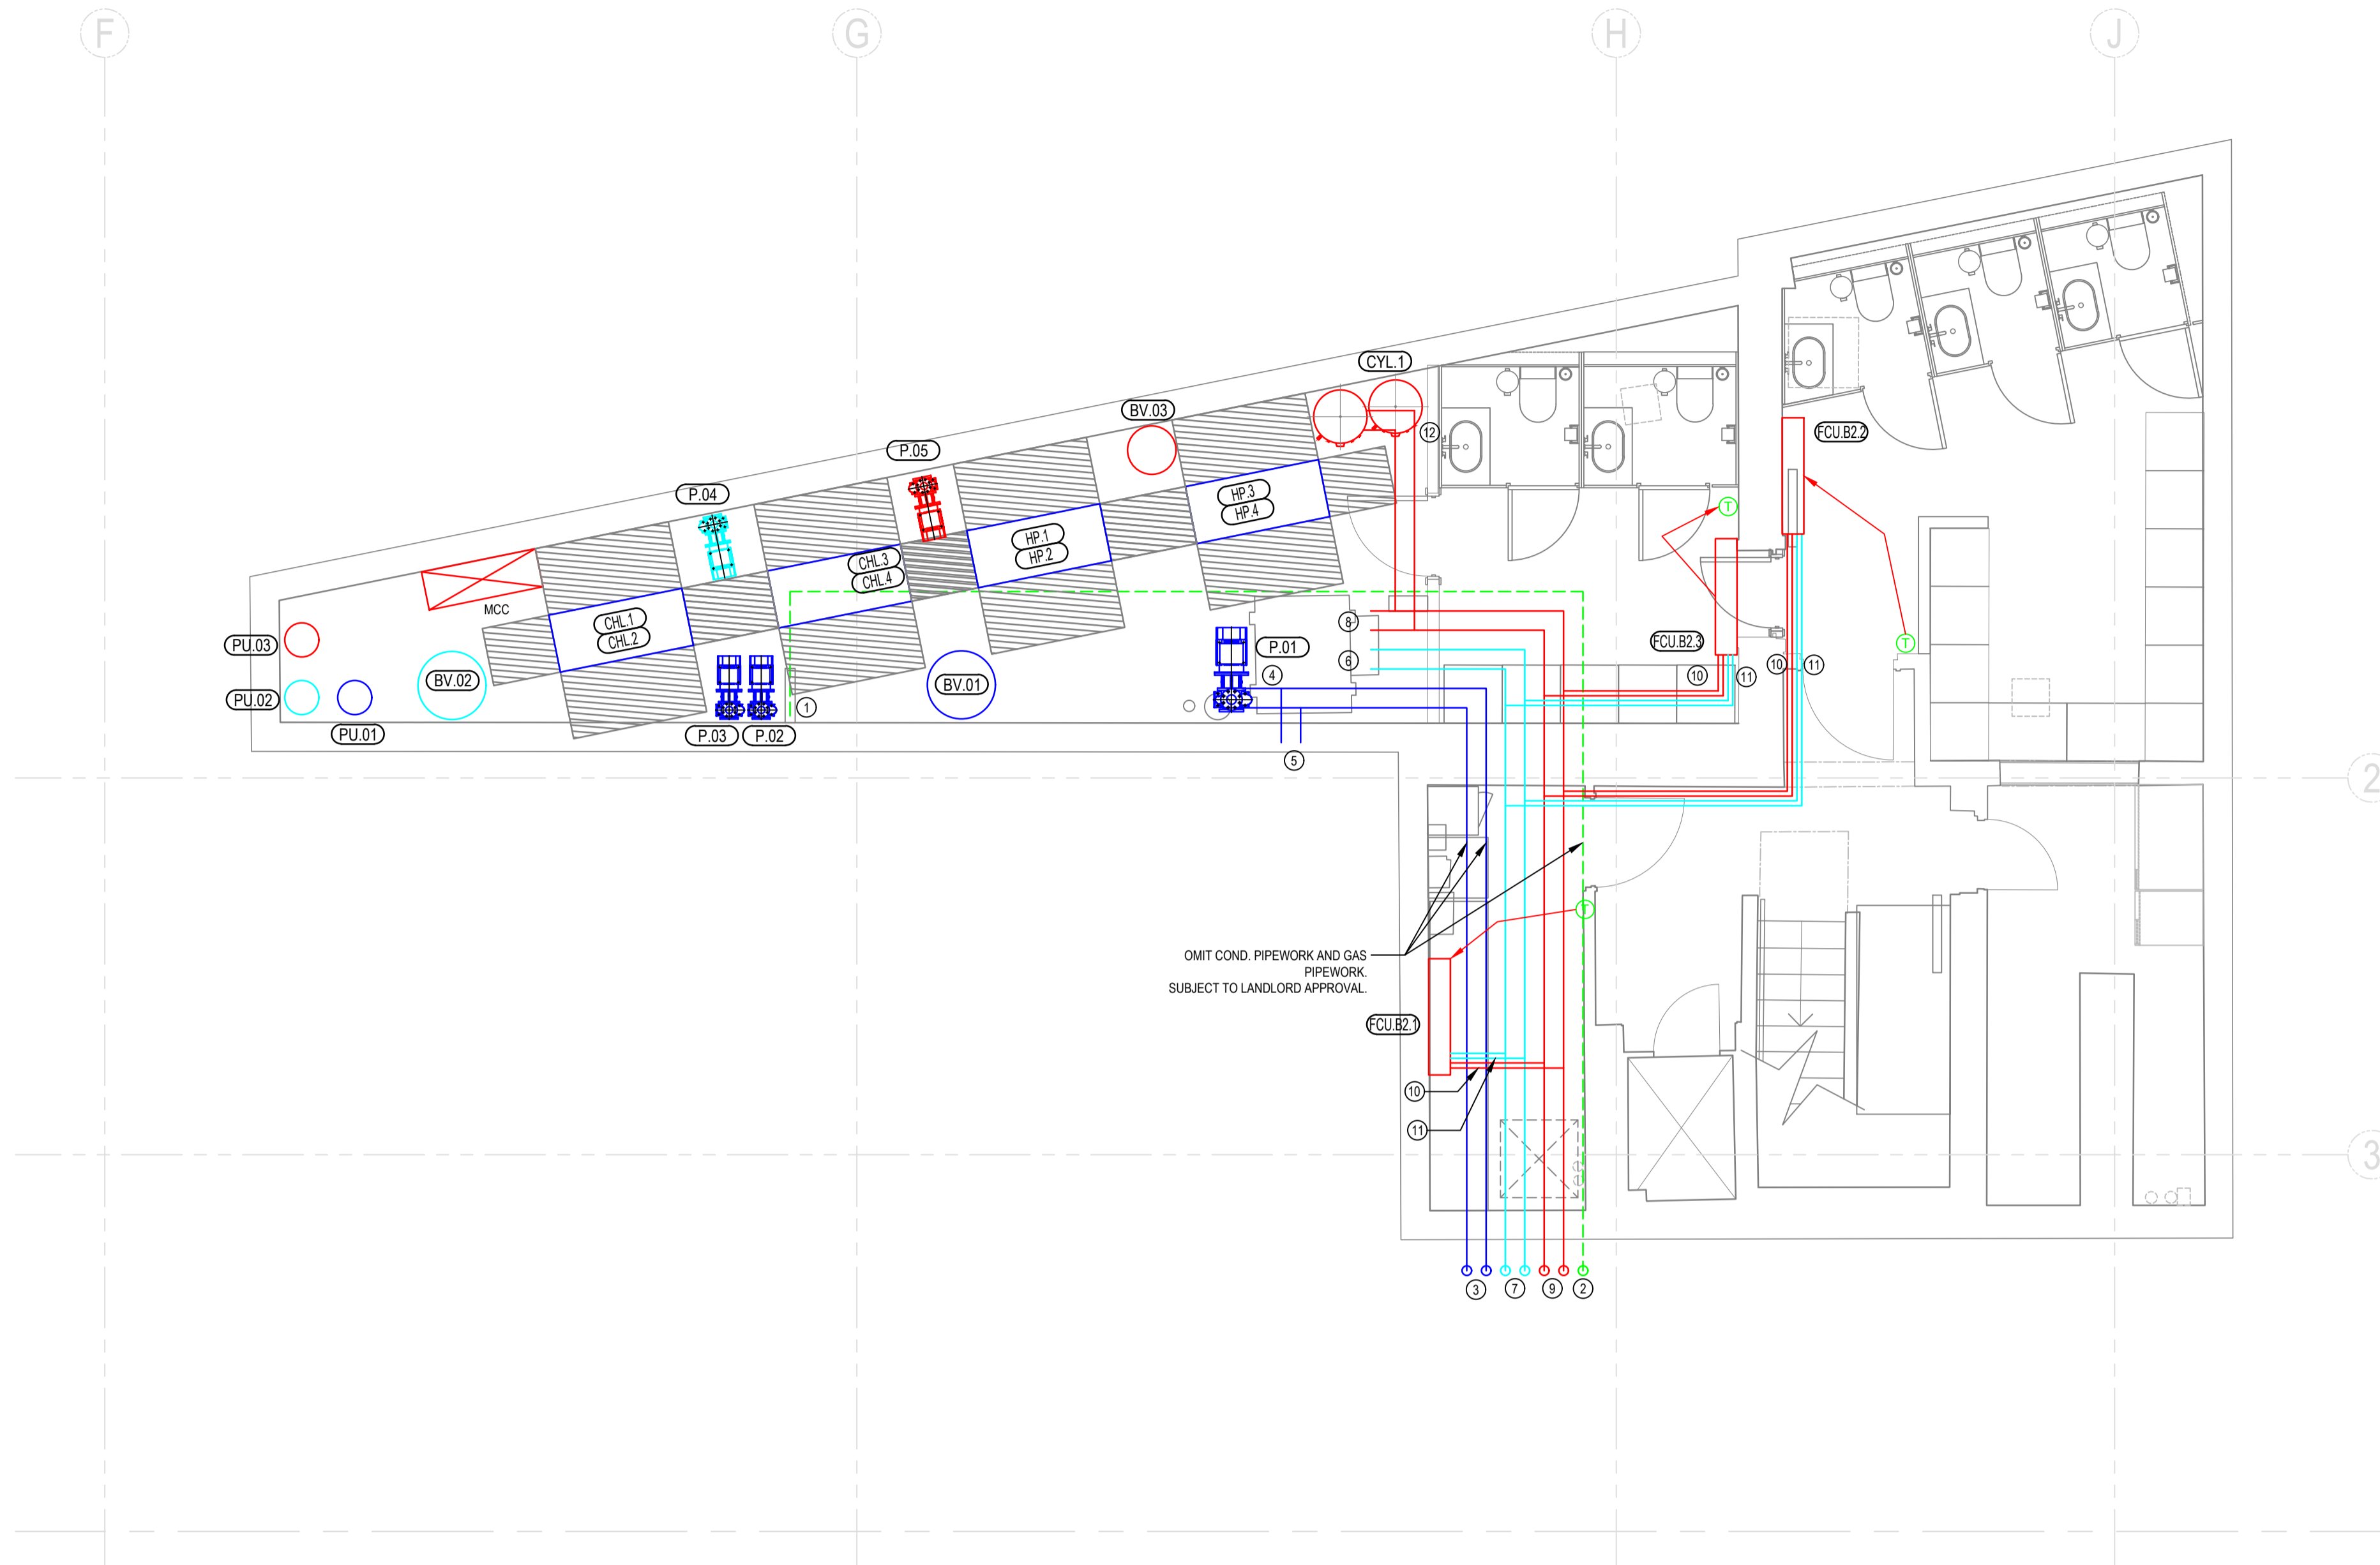 F
G
H
J
CYL.1
BV.03
12
FCU.B2.2
P.05
P.04
HP.3
HP.4
T
HP.1
HP.2
CHL.3
CHL.4
MCC
CHL.1
CHL.2
8
PU.03
P.01
FCU.B2.3
T
6
4
10
11
10
11
BV.02
BV.01
PU.02
1
PU.01
P.03
P.02
5
2
T
OMIT COND. PIPEWORK AND GAS
PIPEWORK.
SUBJECT TO LANDLORD APPROVAL.
FCU.B2.1
10
11
3
3
7
9
2